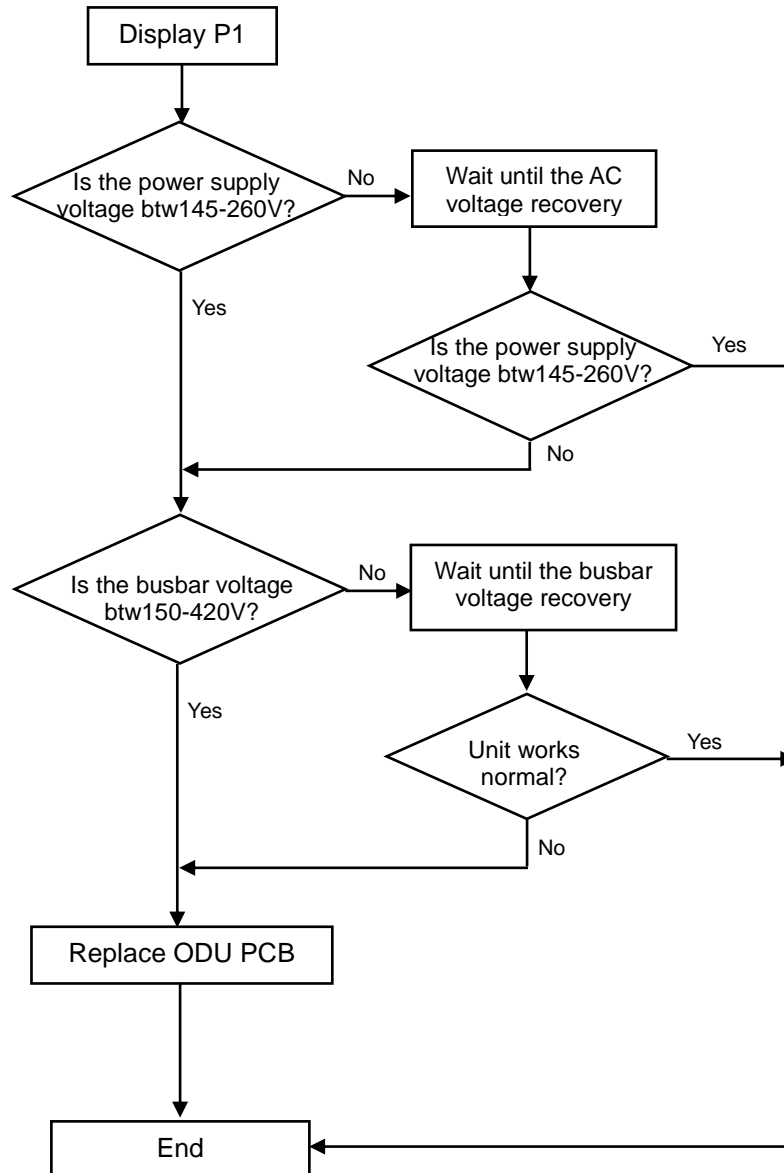 Display P1
Is the power supply
voltage btw145-260V?
No
Wait until the AC
voltage recovery
Yes
Is the power supply
voltage btw145-260V?
Yes
No
Is the busbar voltage
btw150-420V?
No
Wait until the busbar
voltage recovery
Yes
Unit works
normal?
Yes
No
Replace ODU PCB
End